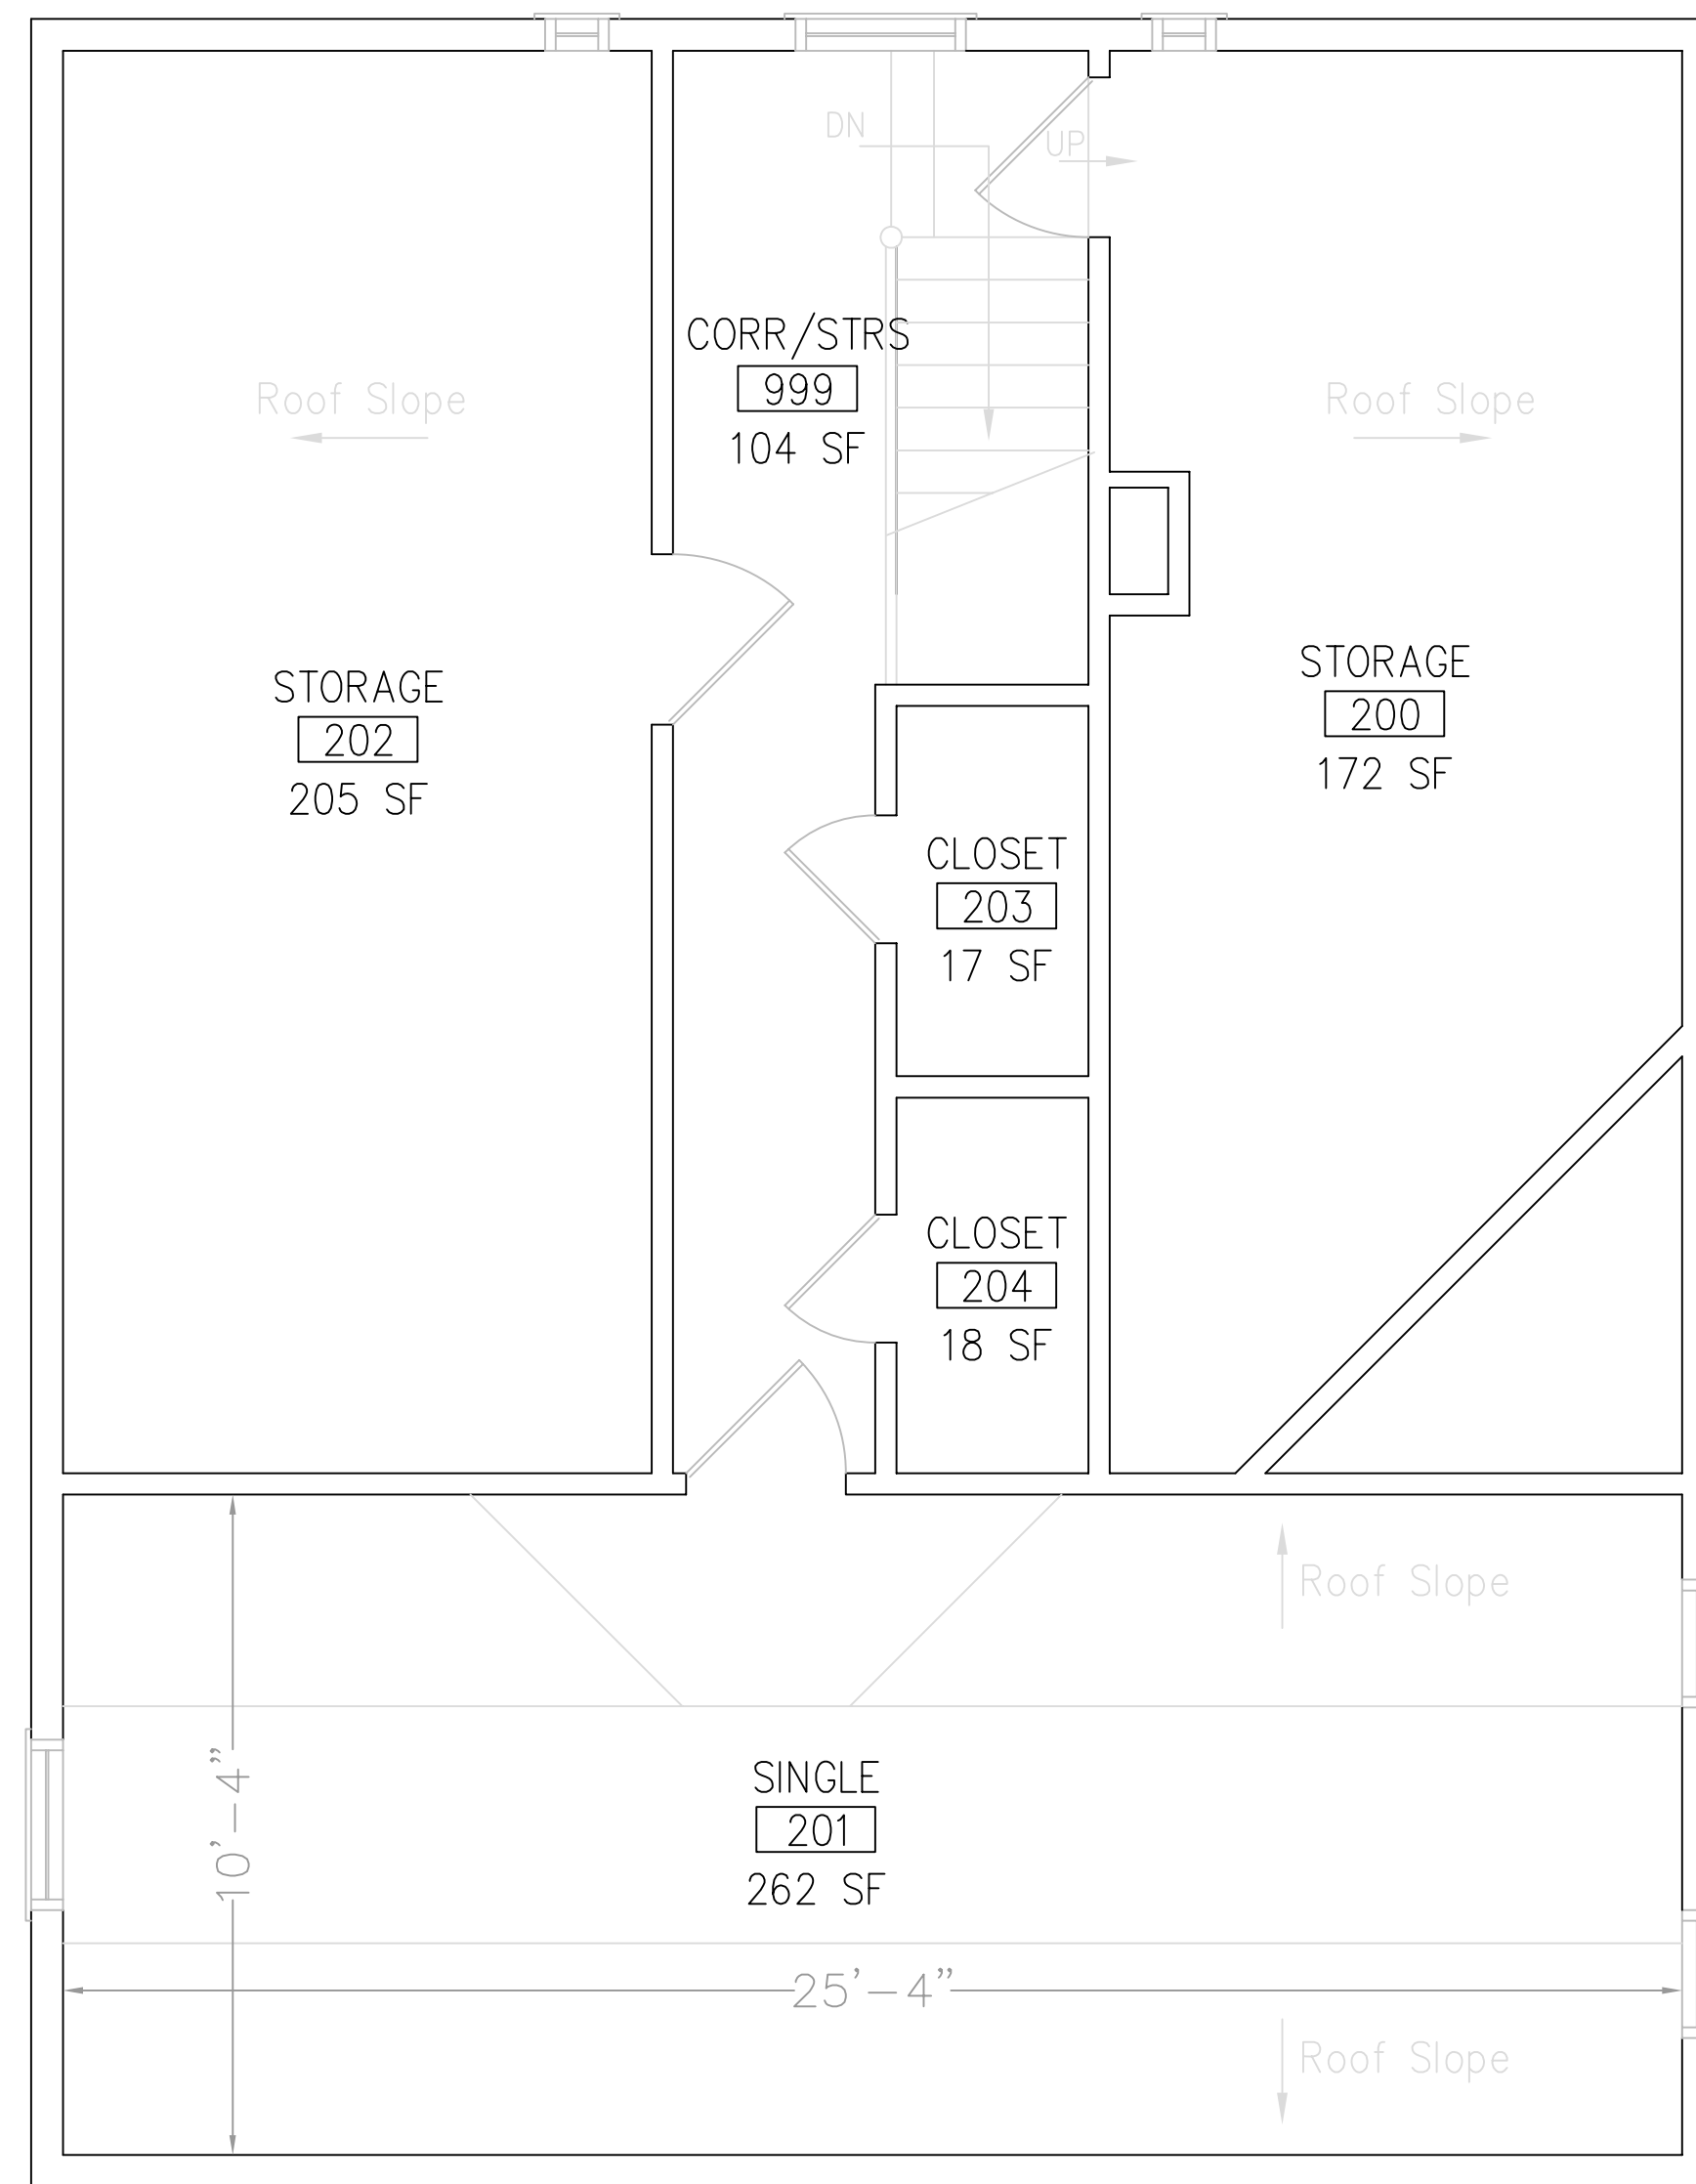 DN
UP
CORR/STRS
999
104 SF
Roof Slope
Roof Slope
STORAGE
202
205 SF
STORAGE
200
172 SF
CLOSET
203
17 SF
CLOSET
204
18 SF
Roof Slope
10'-4"
SINGLE
201
262 SF
25'-4"
Roof Slope